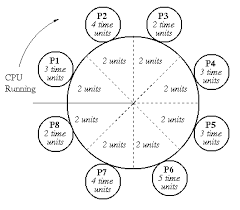 P2
4 time
units
P3
2 time
units
P1
3 time
units
P4
3 time
units
CPU
Running
2 units
2 units
2 units
2 units
2 units
2 units
2 units
2 units
P8
2 time
units
P5
3 time
units
P7
4 time
units
P6
5 time
units